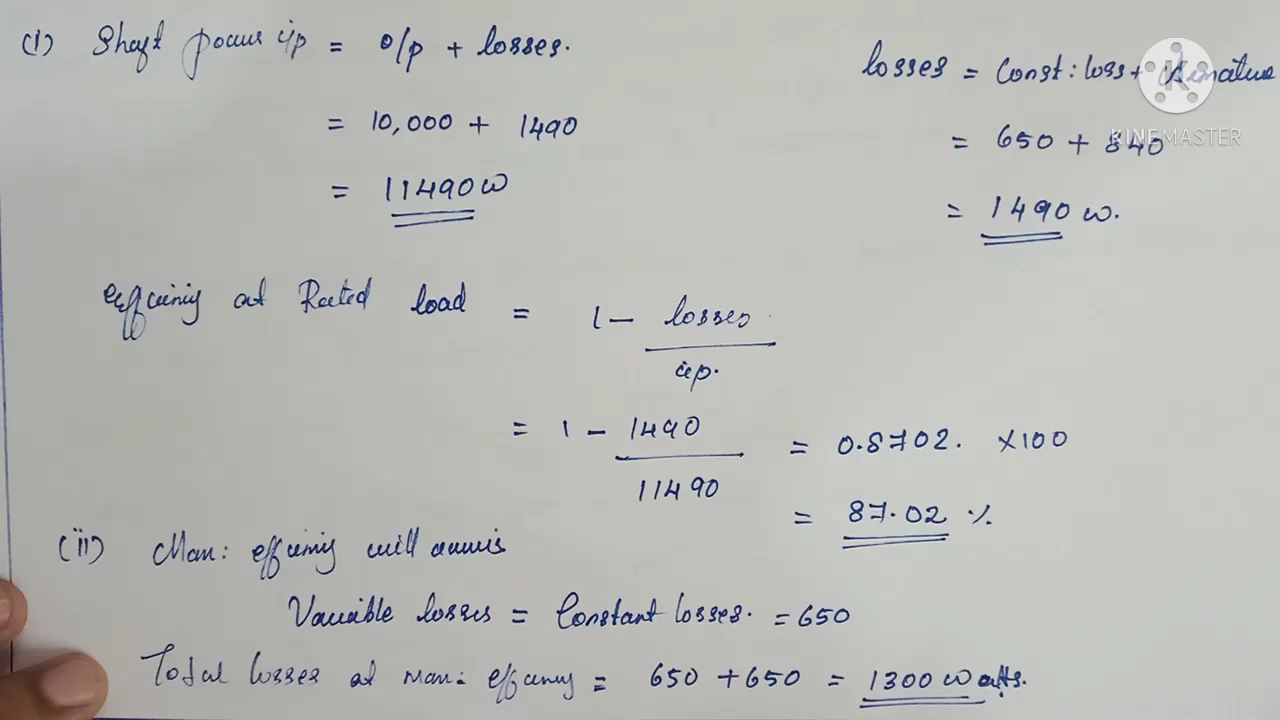 (i) Shaft power i/p = o/p + losses.
= 10,000 + 1490
= 11490 W
losses = Const: loss + Armature
= 650 + 840
= 1490 W.
KINEMASTER
efficiency at Rated load = 1 - losses / i/p.
= 1 - 1490 / 11490 = 0.8702. × 100
= 87.02 %
(ii) Max: efficiency will occurs
Variable losses = Constant losses. = 650
Total losses at max: efficiency = 650 + 650 = 1300 Watts.